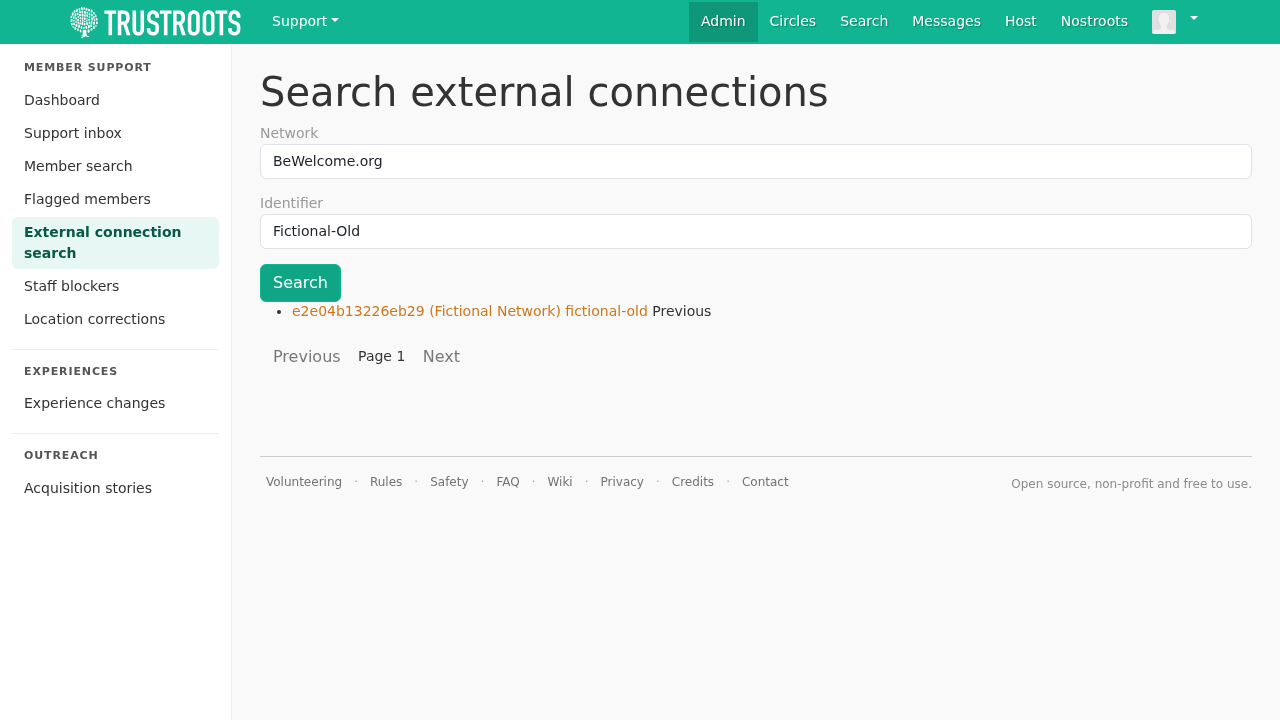 TRUSTROOTS Support Admin Circles Search Messages Host Nostroots
MEMBER SUPPORT
Dashboard
Support inbox
Member search
Flagged members
External connection
search
Staff blockers
Location corrections
EXPERIENCES
Experience changes
OUTREACH
Acquisition stories
Search external connections
Network
BeWelcome.org
Identifier
Fictional-Old
Search
• e2e04b13226eb29 (Fictional Network) fictional-old Previous
Previous Page 1 Next
Volunteering · Rules · Safety · FAQ · Wiki · Privacy · Credits · Contact
Open source, non-profit and free to use.